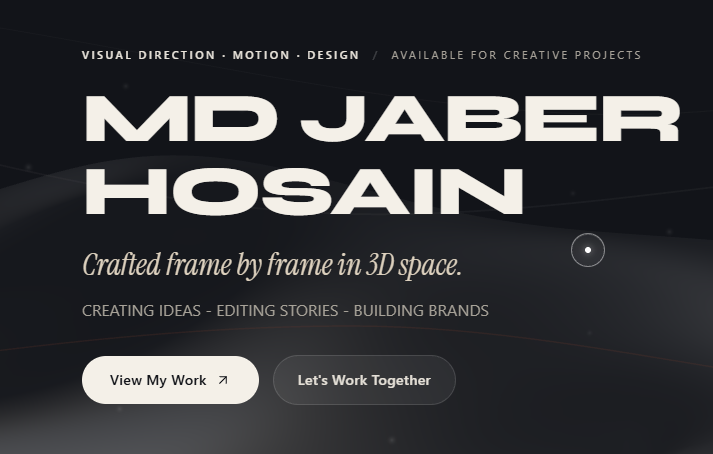 VISUAL DIRECTION · MOTION · DESIGN / AVAILABLE FOR CREATIVE PROJECTS
MD JABER
HOSAIN
Crafted frame by frame in 3D space.
CREATING IDEAS - EDITING STORIES - BUILDING BRANDS
View My Work ↗
Let's Work Together